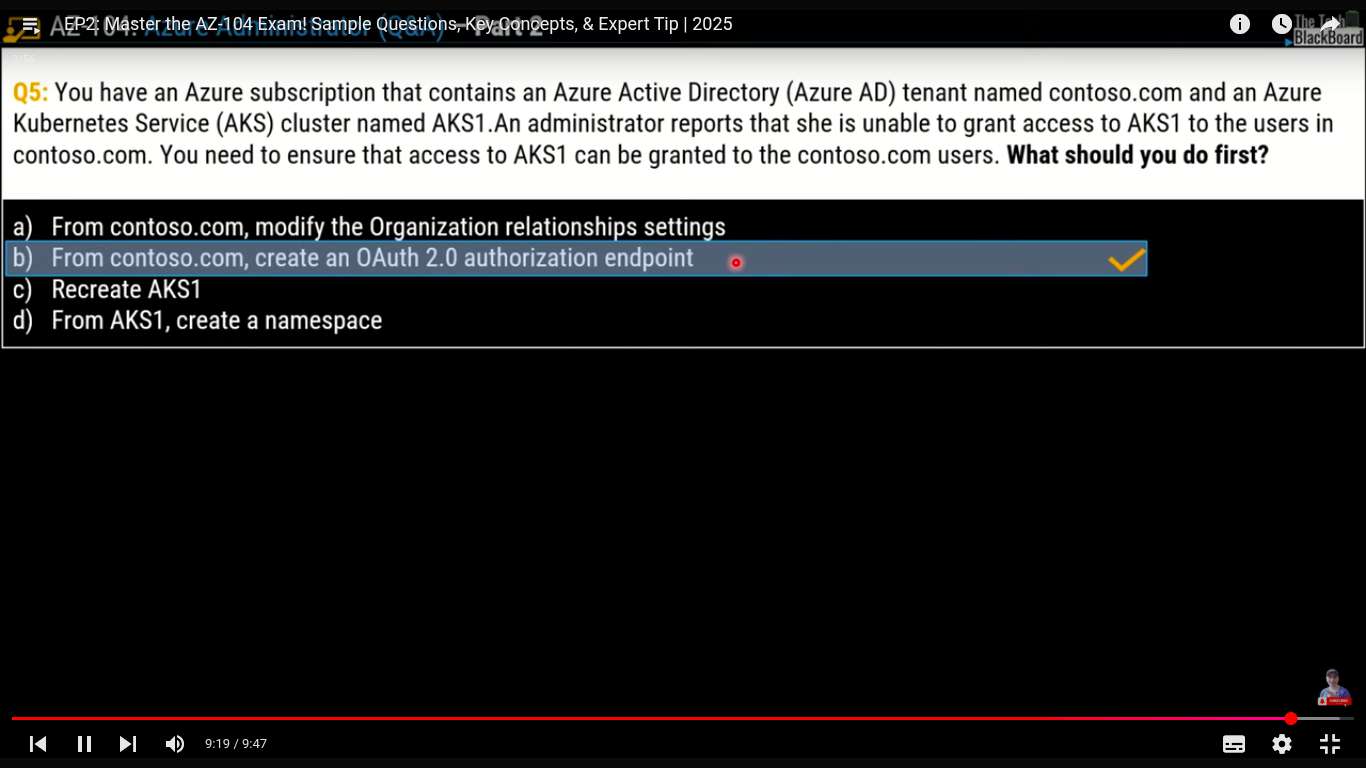 EP2: Master the AZ-104 Exam! Sample Questions, Key Concepts, & Expert Tip | 2025
AZ-104: Azure Administrator (Q&A) - Part 2
The Tech
BlackBoard
Q5: You have an Azure subscription that contains an Azure Active Directory (Azure AD) tenant named contoso.com and an Azure
Kubernetes Service (AKS) cluster named AKS1.An administrator reports that she is unable to grant access to AKS1 to the users in
contoso.com. You need to ensure that access to AKS1 can be granted to the contoso.com users. What should you do first?
a) From contoso.com, modify the Organization relationships settings
b) From contoso.com, create an OAuth 2.0 authorization endpoint
c) Recreate AKS1
d) From AKS1, create a namespace
9:19 / 9:47